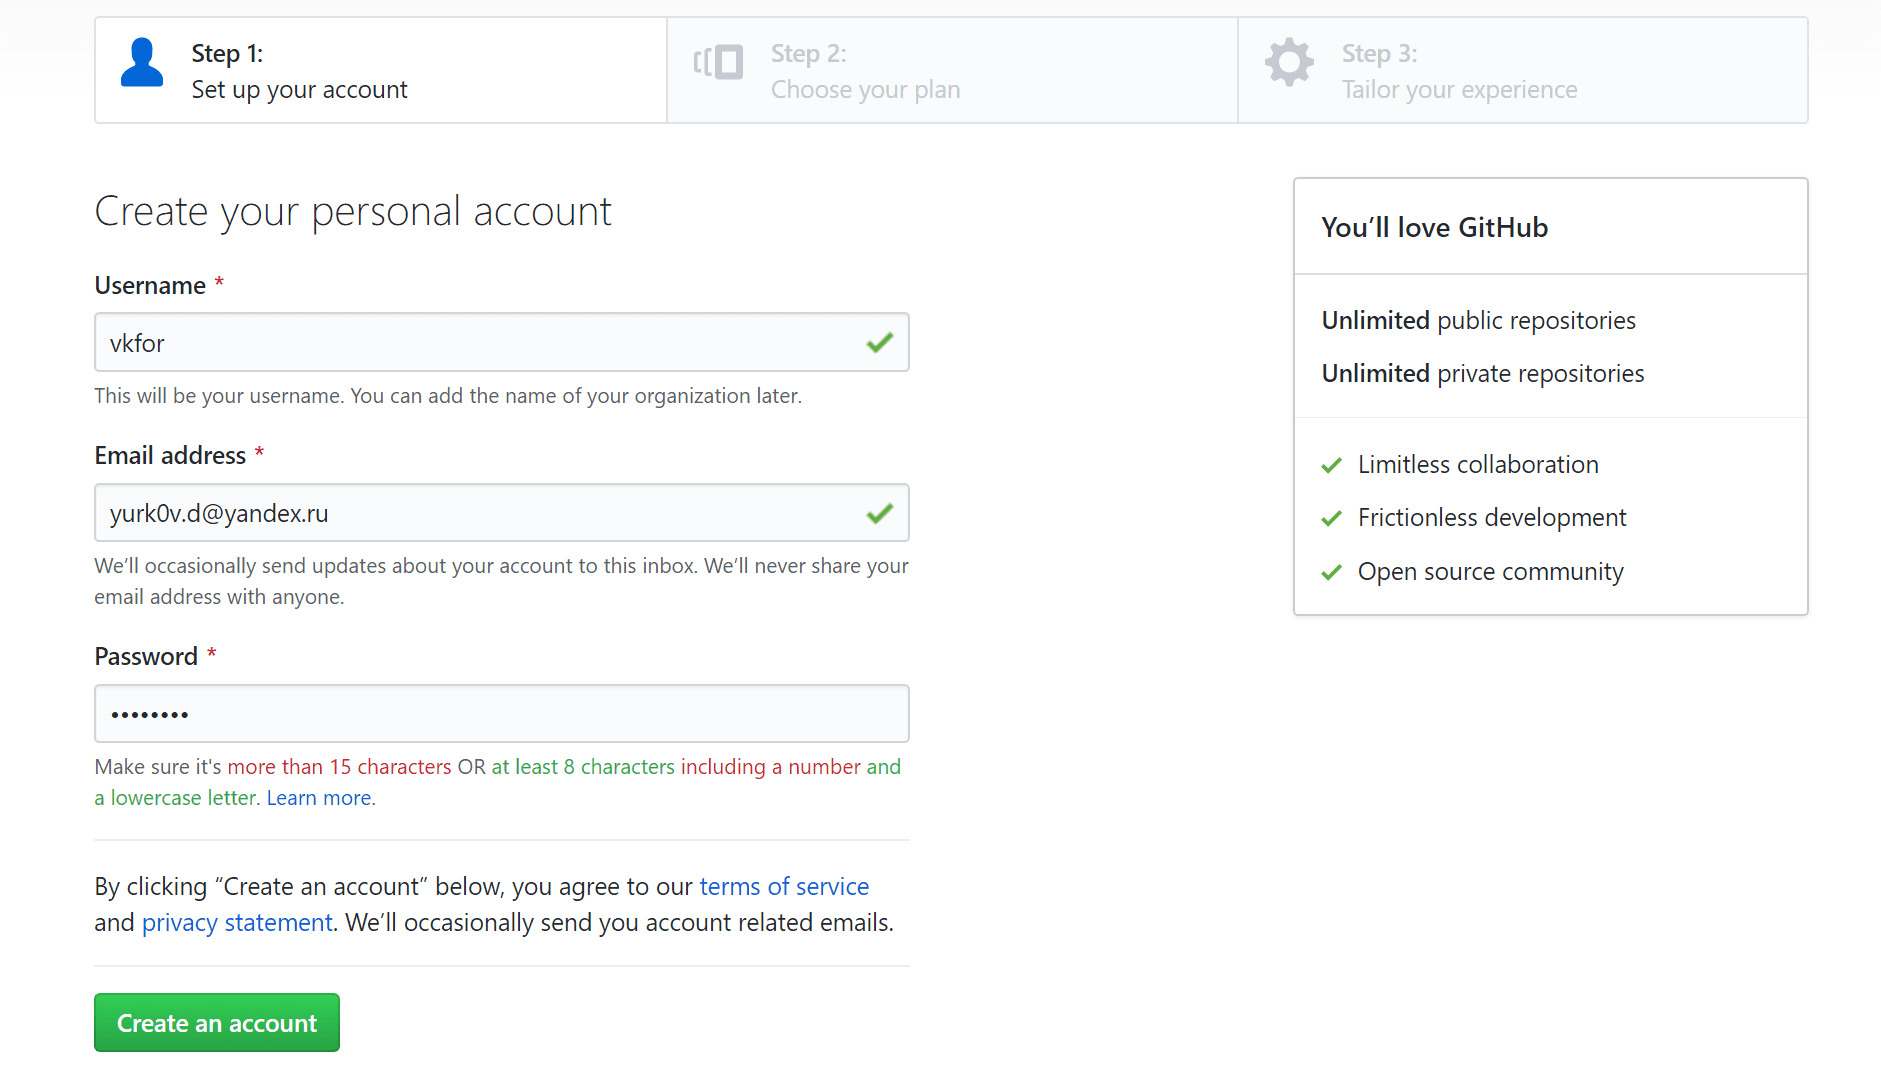 Step 1:
Set up your account
Step 2:
Choose your plan
Step 3:
Tailor your experience
Create your personal account
Username *
vkfor
This will be your username. You can add the name of your organization later.
Email address *
yurk0v.d@yandex.ru
We’ll occasionally send updates about your account to this inbox. We’ll never share your
email address with anyone.
Password *
••••••••
Make sure it's more than 15 characters OR at least 8 characters including a number and
a lowercase letter. Learn more.
By clicking “Create an account” below, you agree to our terms of service
and privacy statement. We’ll occasionally send you account related emails.
Create an account
You’ll love GitHub
Unlimited public repositories
Unlimited private repositories
Limitless collaboration
Frictionless development
Open source community